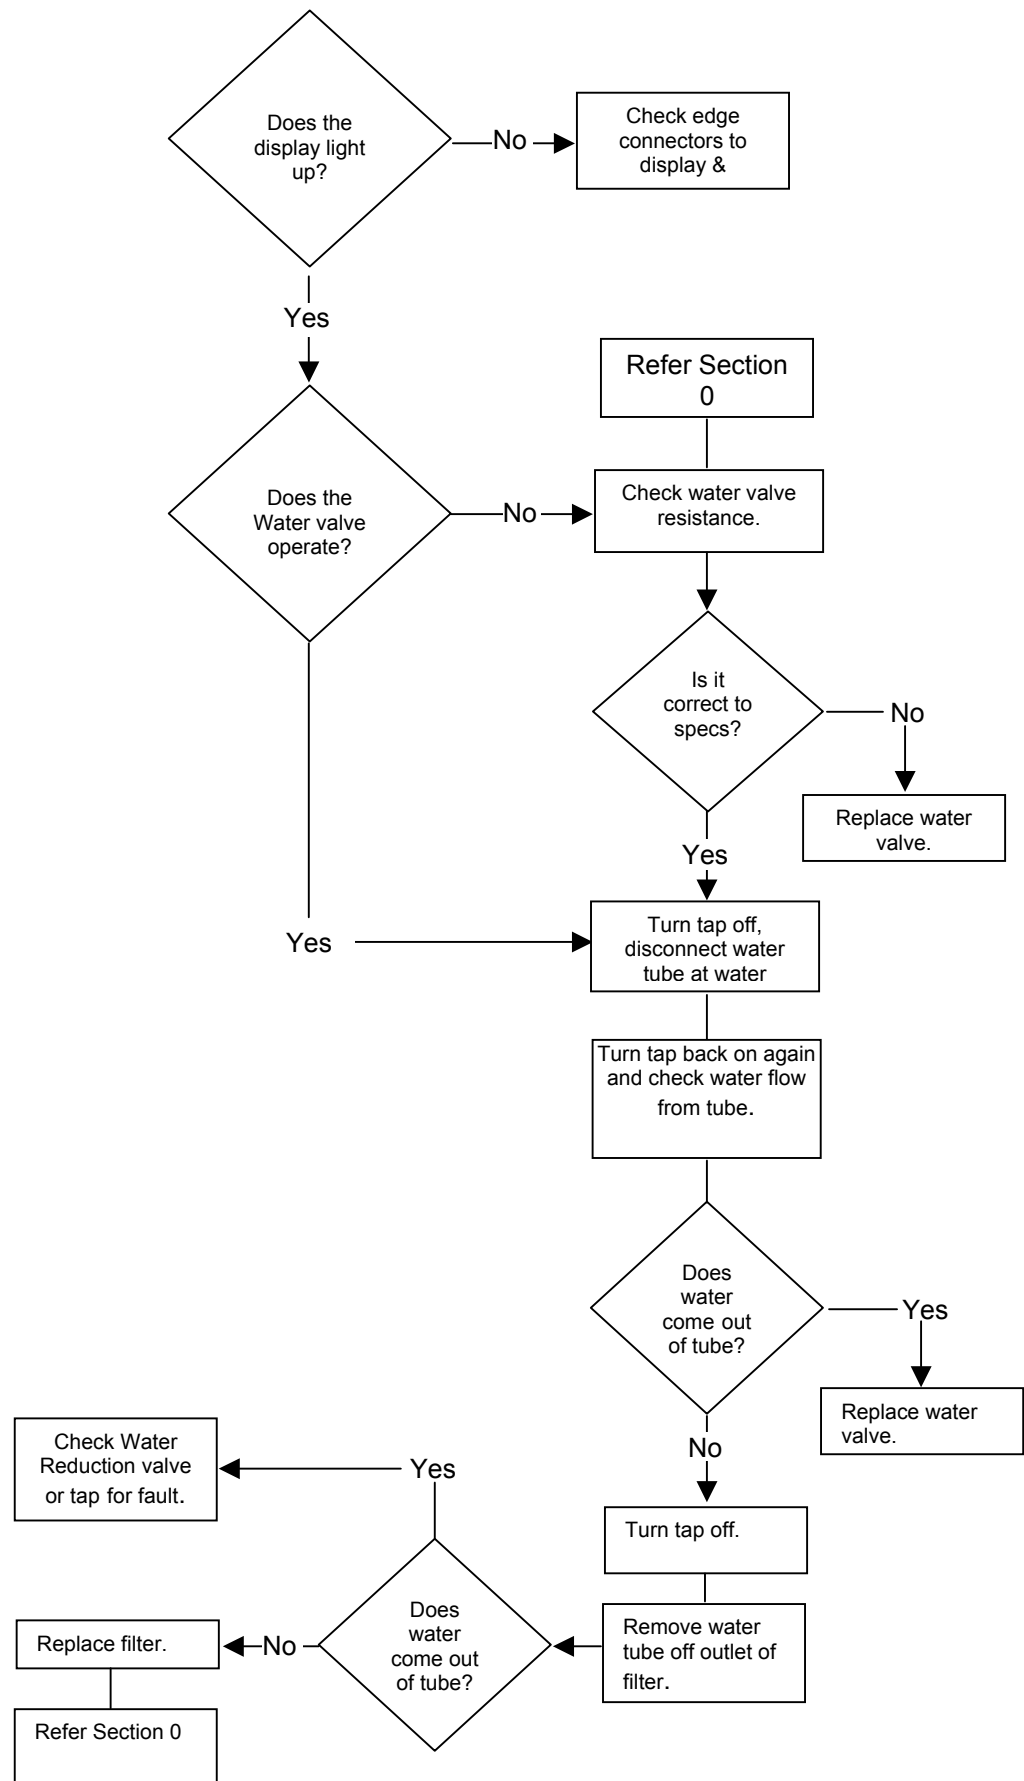 Does the
display light
up?
No
Check edge
connectors to
display &
Yes
Refer Section
0
Does the
Water valve
operate?
No
Check water valve
resistance.
Is it
correct to
specs?
No
Replace water
valve.
Yes
Yes
Turn tap off,
disconnect water
tube at water
Turn tap back on again
and check water flow
from tube.
Does
water
come out
of tube?
Yes
Replace water
valve.
No
Turn tap off.
Remove water
tube off outlet of
filter.
Does
water
come out
of tube?
Yes
Check Water
Reduction valve
or tap for fault.
No
Replace filter.
Refer Section 0